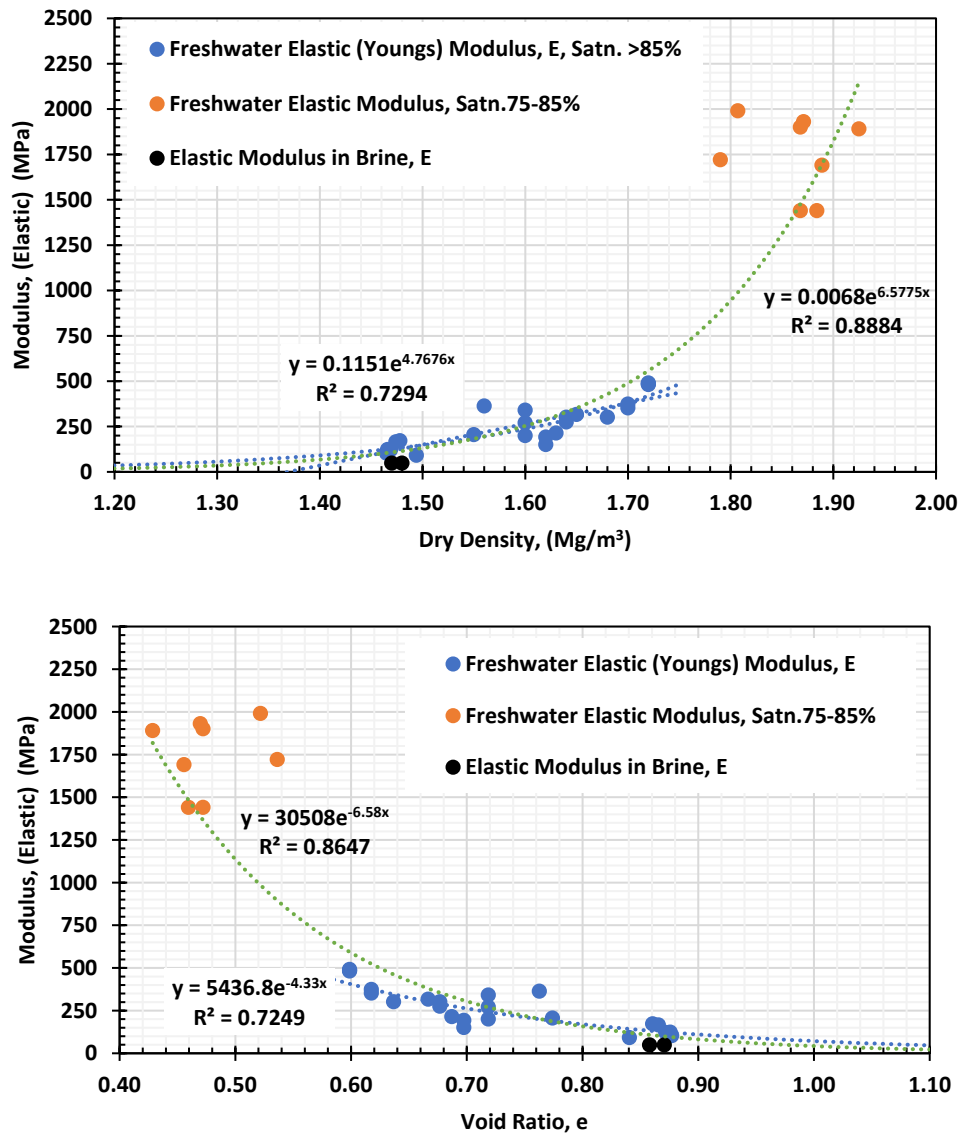 2500
2250
2000
1750
1500
1250
1000
750
500
250
0
Modulus, (Elastic) (MPa)
Freshwater Elastic (Youngs) Modulus, E, Satn. >85%
Freshwater Elastic Modulus, Satn.75-85%
Elastic Modulus in Brine, E
y = 0.0068e^6.5775x
R² = 0.8884
y = 0.1151e^4.7676x
R² = 0.7294
1.20 1.30 1.40 1.50 1.60 1.70 1.80 1.90 2.00
Dry Density, (Mg/m³)
2500
2250
2000
1750
1500
1250
1000
750
500
250
0
Modulus, (Elastic) (MPa)
Freshwater Elastic (Youngs) Modulus, E
Freshwater Elastic Modulus, Satn.75-85%
Elastic Modulus in Brine, E
y = 30508e^-6.58x
R² = 0.8647
y = 5436.8e^-4.33x
R² = 0.7249
0.40 0.50 0.60 0.70 0.80 0.90 1.00 1.10
Void Ratio, e